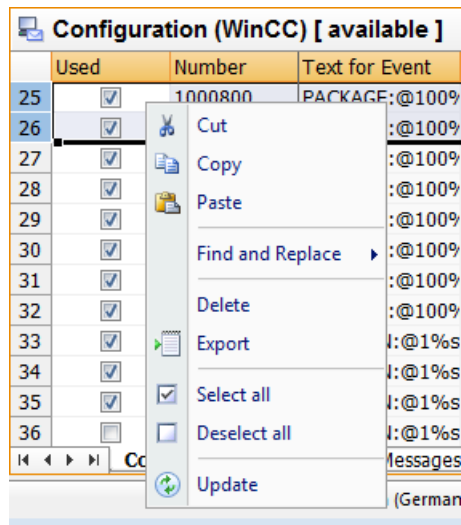 Configuration (WinCC) [ available ]
Used Number Text for Event
25 1000800 PACKAGE:@100%
26 :@100%
27 :@100%
28 :@100%
29 :@100%
30 :@100%
31 :@100%
32 :@100%
33 N:@1%s
34 :@1%s
35 :@1%s
36 :@1%s
Cut
Copy
Paste
Find and Replace
Delete
Export
Select all
Deselect all
Update
Co
Messages
(German